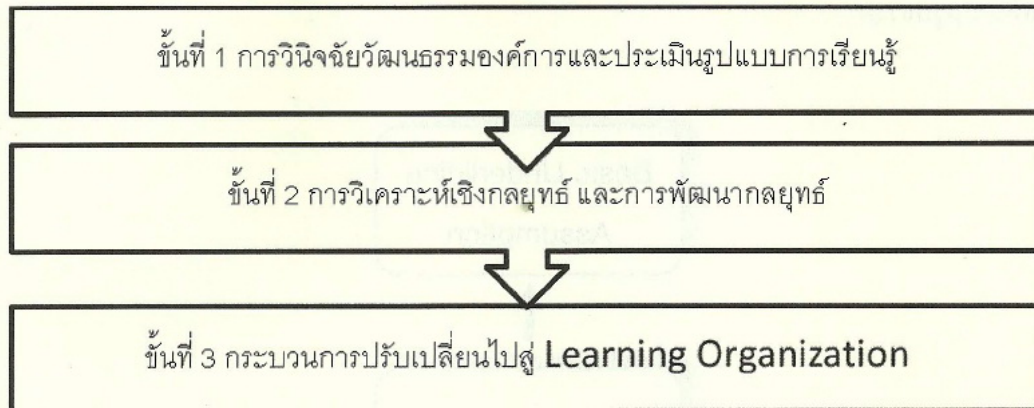 ขั้นที่ 1 การวินิจฉัยวัฒนธรรมองค์การและประเมินรูปแบบการเรียนรู้
ขั้นที่ 2 การวิเคราะห์เชิงกลยุทธ์ และการพัฒนากลยุทธ์
ขั้นที่ 3 กระบวนการปรับเปลี่ยนไปสู่ Learning Organization